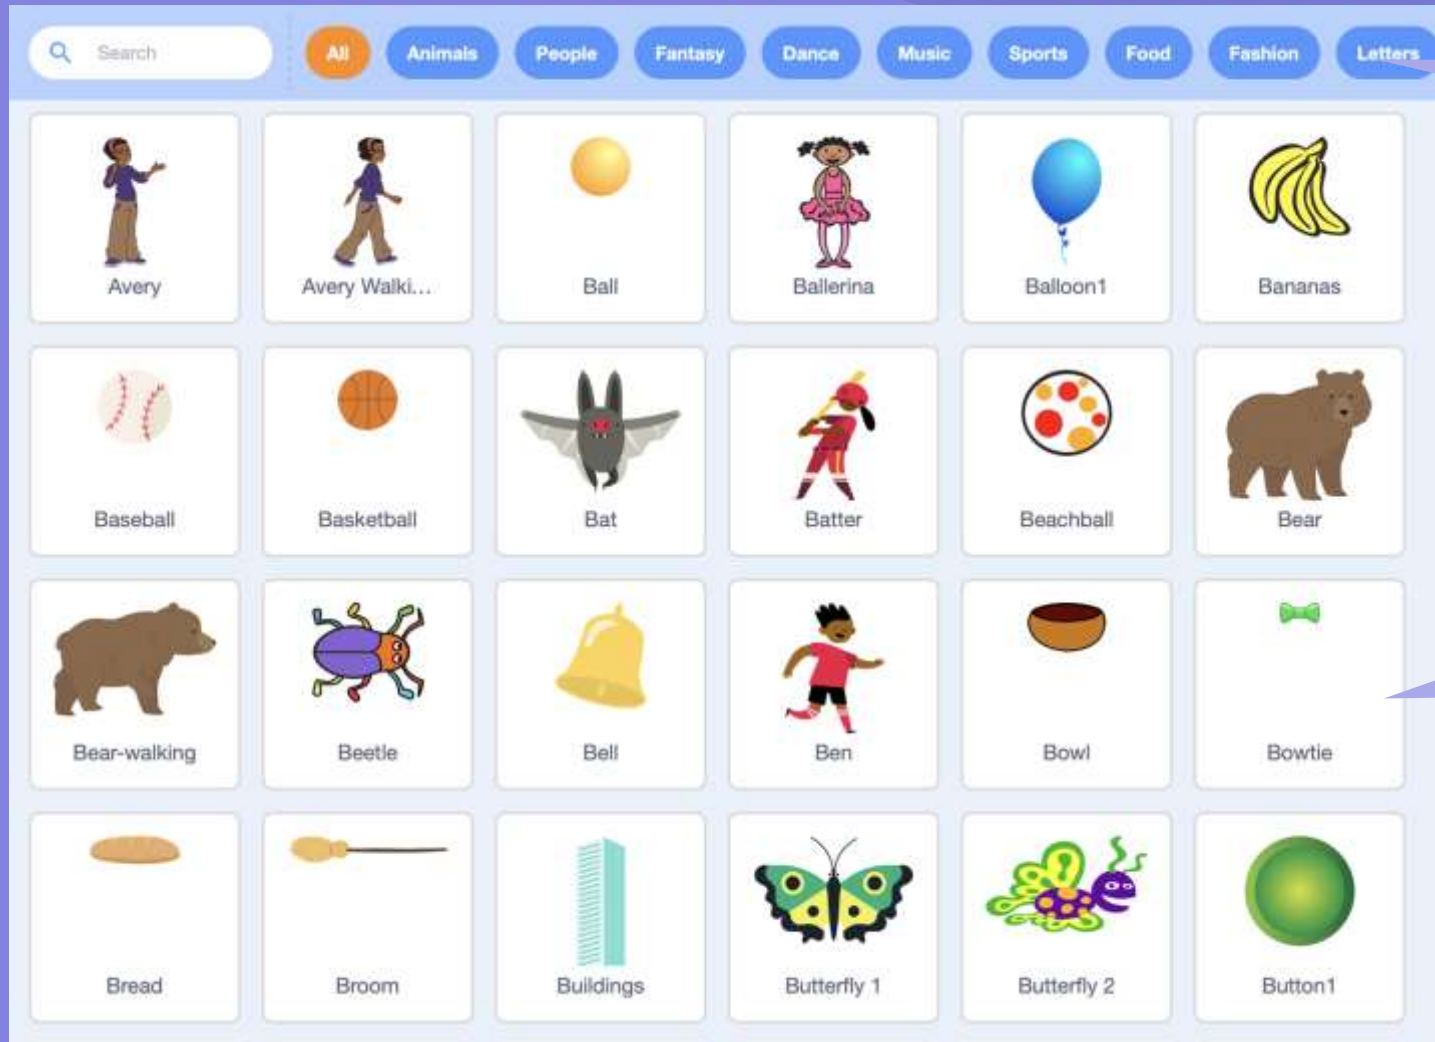 Search All Animals People Fantasy Dance Music Sports Food Fashion Letters
Avery Avery Walki... Ball Ballerina Balloon1 Bananas
Baseball Basketball Bat Batter Beachball Bear
Bear-walking Beetle Bell Ben Bowl Bowtie
Bread Broom Buildings Butterfly 1 Butterfly 2 Button1